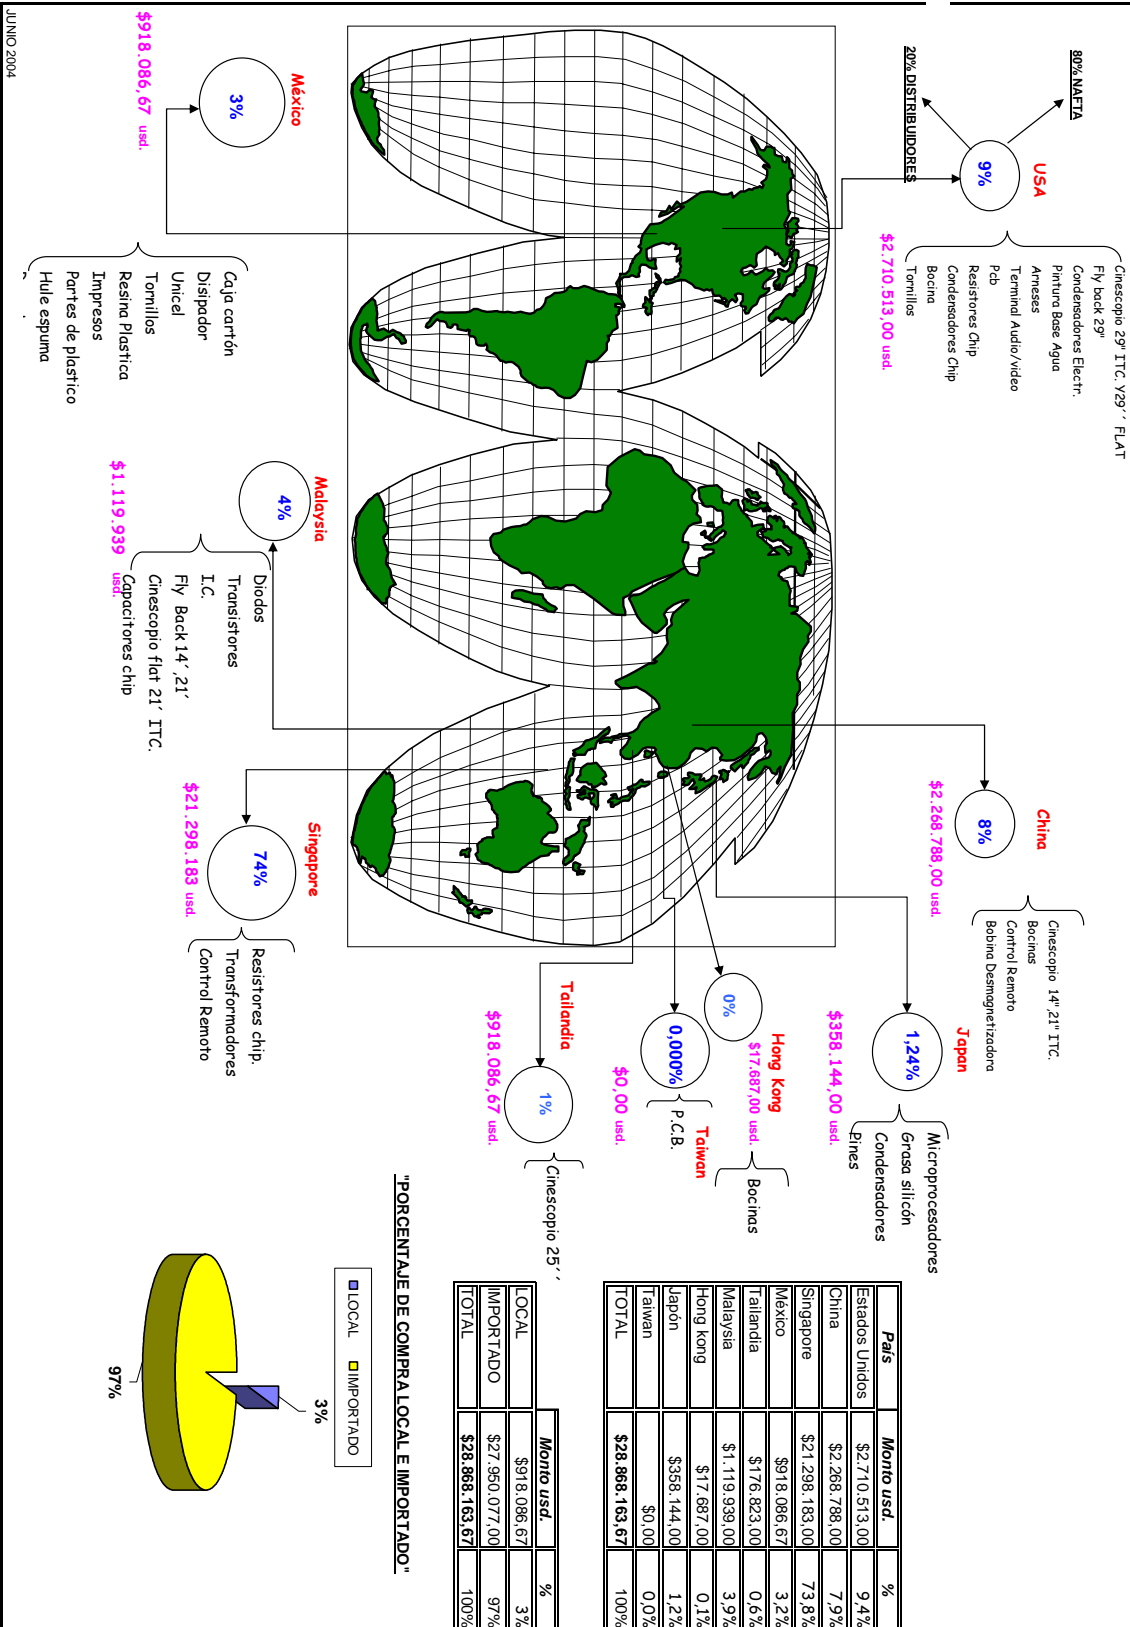 80% NAFTA
20% DISTRIBUIDORES
USA
9%
$2.710.513,00 usd.
Cinescopio 29" ITC. Y29´´ FLAT
Fly back 29"
Condensadores Electr.
Pintura Base Agua
Arneses
Terminal Audio/video
Pcb
Resistores Chip
Condensadores Chip
Bocina
Tornillos
China
8%
$2.268.788,00 usd.
Cinescopio 14",21" ITC.
Bocinas
Control Remoto
Bobina Desmagnetizadora
Japan
1,24%
$358.144,00 usd.
Microprocesadores
Grasa silicón
Condensadores
Pines
Hong Kong
0%
$17.687,00 usd.
Bocinas
Taiwan
0,000%
$0,00 usd.
P.C.B.
Tailandia
1%
$918.086,67 usd.
Cinescopio 25´´
México
3%
$918.086,67 usd.
Caja cartón
Disipador
Unicel
Tornillos
Resina Plastica
Impresos
Partes de plastico
Hule espuma
Malaysia
4%
$1.119.939 usd.
Diodos
Transistores
I.C.
Fly Back 14´,21´
Cinescopio flat 21´ ITC.
Capacitores chip
Singapore
74%
$21.298.183 usd.
Resistores chip.
Transformadores
Control Remoto
País Monto usd. %
Estados Unidos $2.710.513,00 9,4%
China $2.268.788,00 7,9%
Singapore $21.298.183,00 73,8%
México $918.086,67 3,2%
Tailandia $176.823,00 0,6%
Malaysia $1.119.939,00 3,9%
Hong kong $17.687,00 0,1%
Japón $358.144,00 1,2%
Taiwan $0,00 0,0%
TOTAL $28.868.163,67 100%
Monto usd. %
LOCAL $918.086,67 3%
IMPORTADO $27.950.077,00 97%
TOTAL $28.868.163,67 100%
"PORCENTAJE DE COMPRA LOCAL E IMPORTADO"
LOCAL IMPORTADO
3%
97%
JUNIO 2004